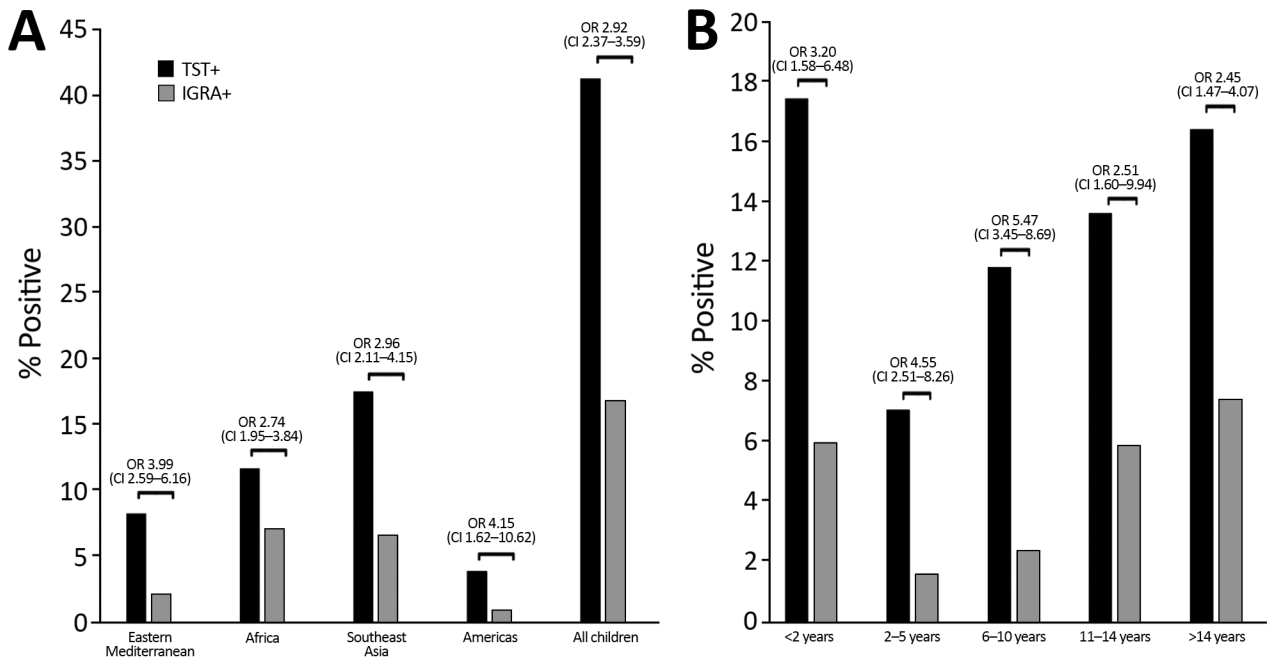 A
45
40
35
30
25
20
15
10
5
0
% Positive
TST+
IGRA+
OR 3.99
(CI 2.59–6.16)
OR 2.74
(CI 1.95–3.84)
OR 2.96
(CI 2.11–4.15)
OR 4.15
(CI 1.62–10.62)
OR 2.92
(CI 2.37–3.59)
Eastern
Mediterranean
Africa
Southeast
Asia
Americas
All children
B
20
18
16
14
12
10
8
6
4
2
0
% Positive
OR 3.20
(CI 1.58–6.48)
OR 4.55
(CI 2.51–8.26)
OR 5.47
(CI 3.45–8.69)
OR 2.51
(CI 1.60–9.94)
OR 2.45
(CI 1.47–4.07)
<2 years
2–5 years
6–10 years
11–14 years
>14 years